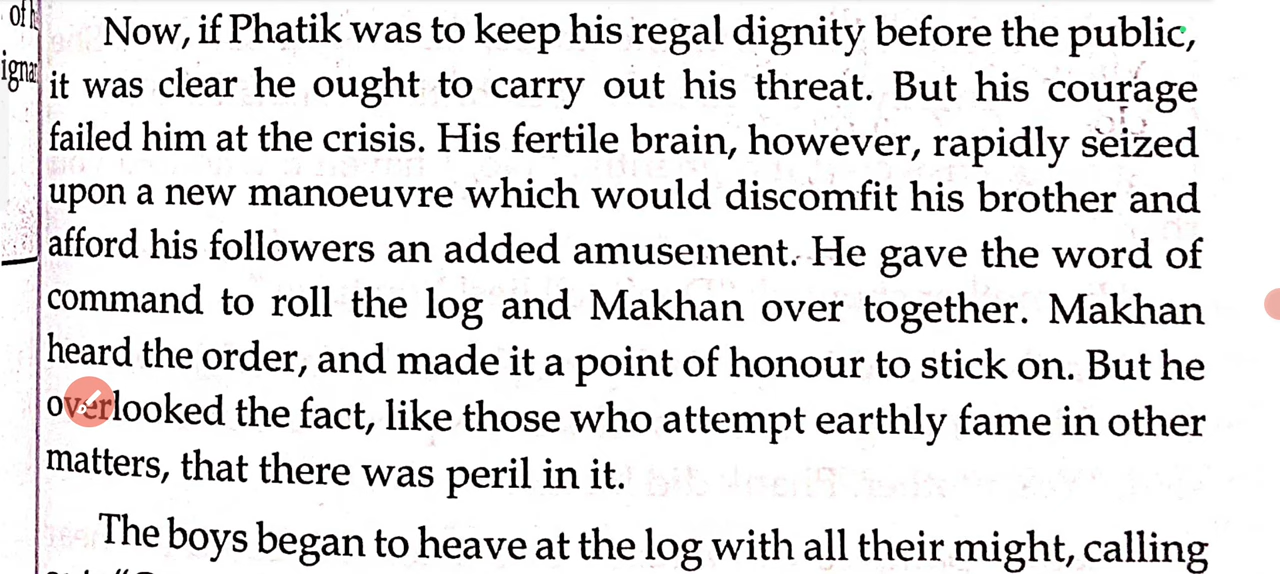 of h
Now, if Phatik was to keep his regal dignity before the public,
it was clear he ought to carry out his threat. But his courage
failed him at the crisis. His fertile brain, however, rapidly seized
upon a new manoeuvre which would discomfit his brother and
afford his followers an added amusement. He gave the word of
command to roll the log and Makhan over together. Makhan
heard the order, and made it a point of honour to stick on. But he
overlooked the fact, like those who attempt earthly fame in other
matters, that there was peril in it.
The boys began to heave at the log with all their might, calling